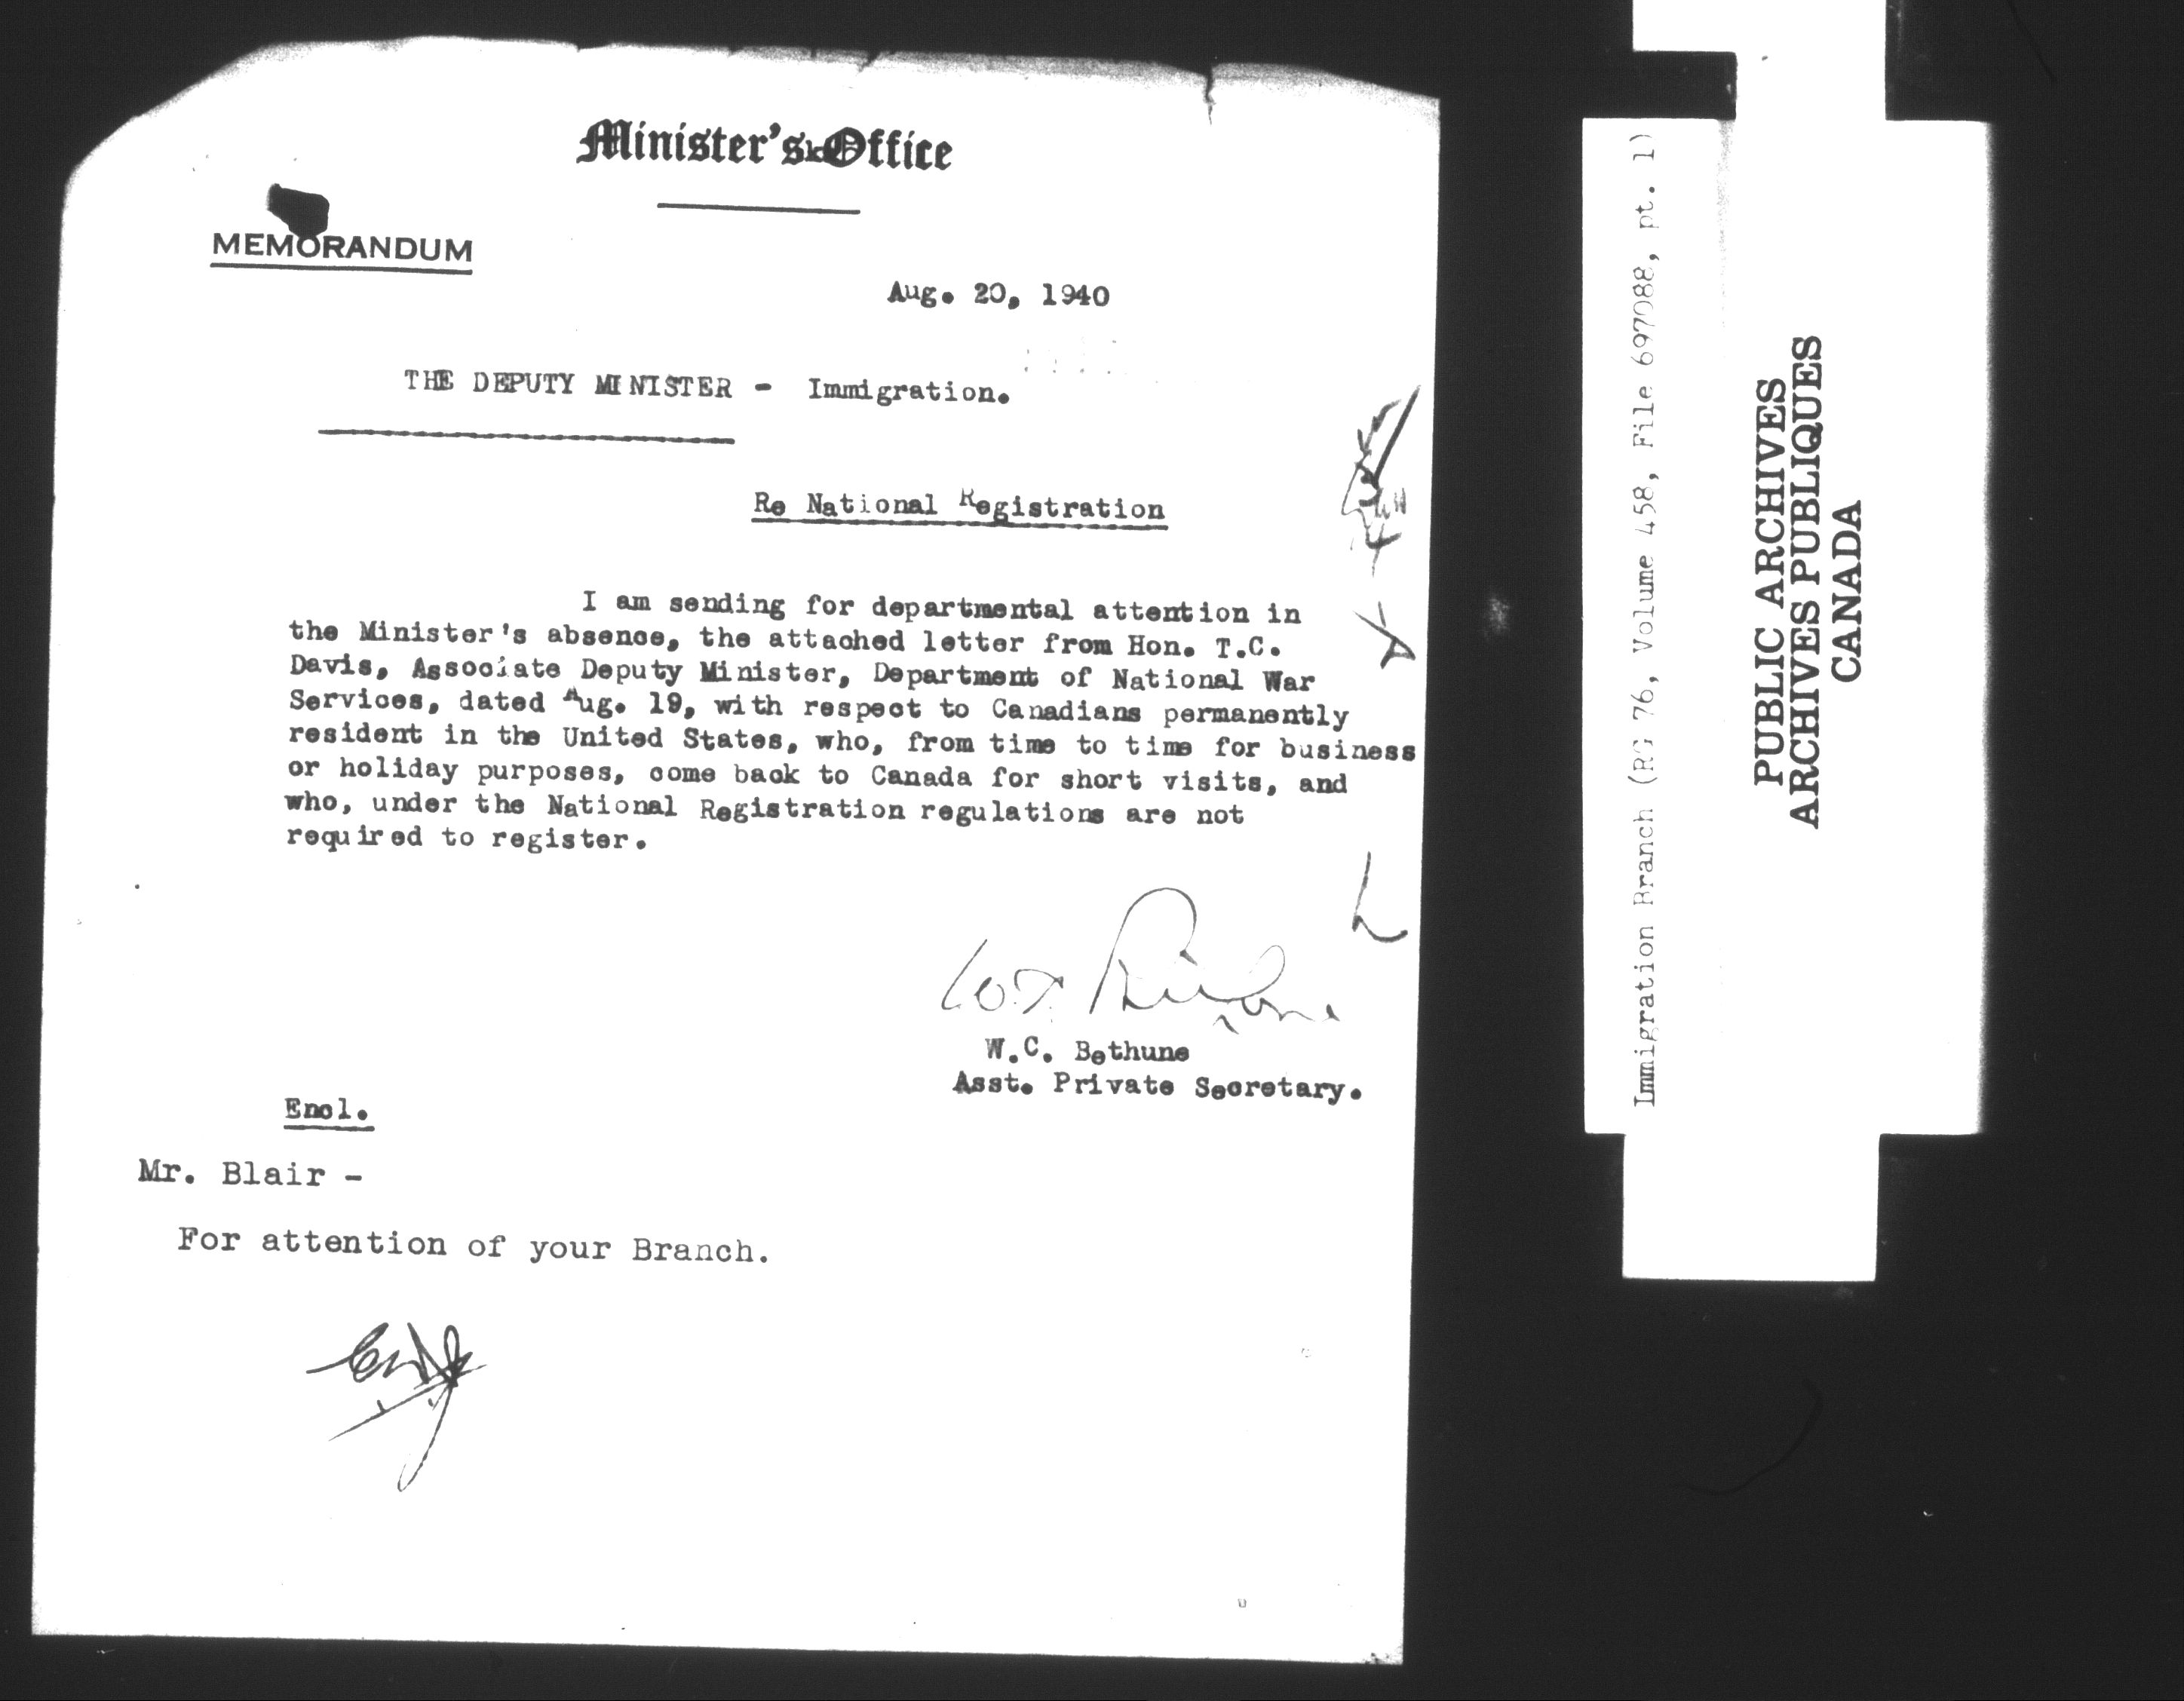 Minister's Office
MEMORANDUM
Aug. 20, 1940
THE DEPUTY MINISTER - Immigration.
Re National Registration
I am sending for departmental attention in
the Minister's absence, the attached letter from Hon. T.C.
Davis, Associate Deputy Minister, Department of National War
Services, dated Aug. 19, with respect to Canadians permanently
resident in the United States, who, from time to time for business
or holiday purposes, come back to Canada for short visits, and
who, under the National Registration regulations are not
required to register.
W.C. Bethune
Asst. Private Secretary.
Encl.
Mr. Blair -
For attention of your Branch.
Immigration Branch (RG 76, Volume 458, File 697088, pt. 1)
PUBLIC ARCHIVES
ARCHIVES PUBLIQUES
CANADA